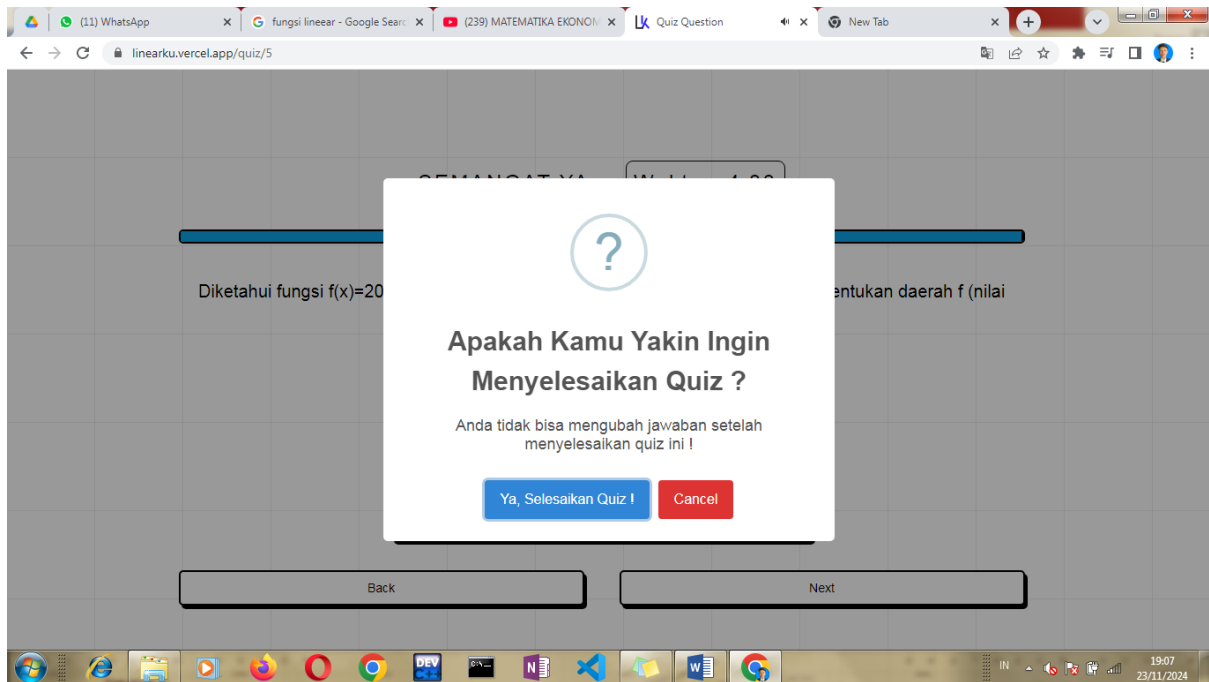 (11) WhatsApp
fungsi lineear - Google Searc
(239) MATEMATIKA EKONOM
Quiz Question
New Tab
linearku.vercel.app/quiz/5
Diketahui fungsi f(x)=20
entukan daerah f (nilai
?
Apakah Kamu Yakin Ingin
Menyelesaikan Quiz ?
Anda tidak bisa mengubah jawaban setelah
menyelesaikan quiz ini !
Ya, Selesaikan Quiz !
Cancel
Back
Next
DEV
C++
N
W
IN
19:07
23/11/2024